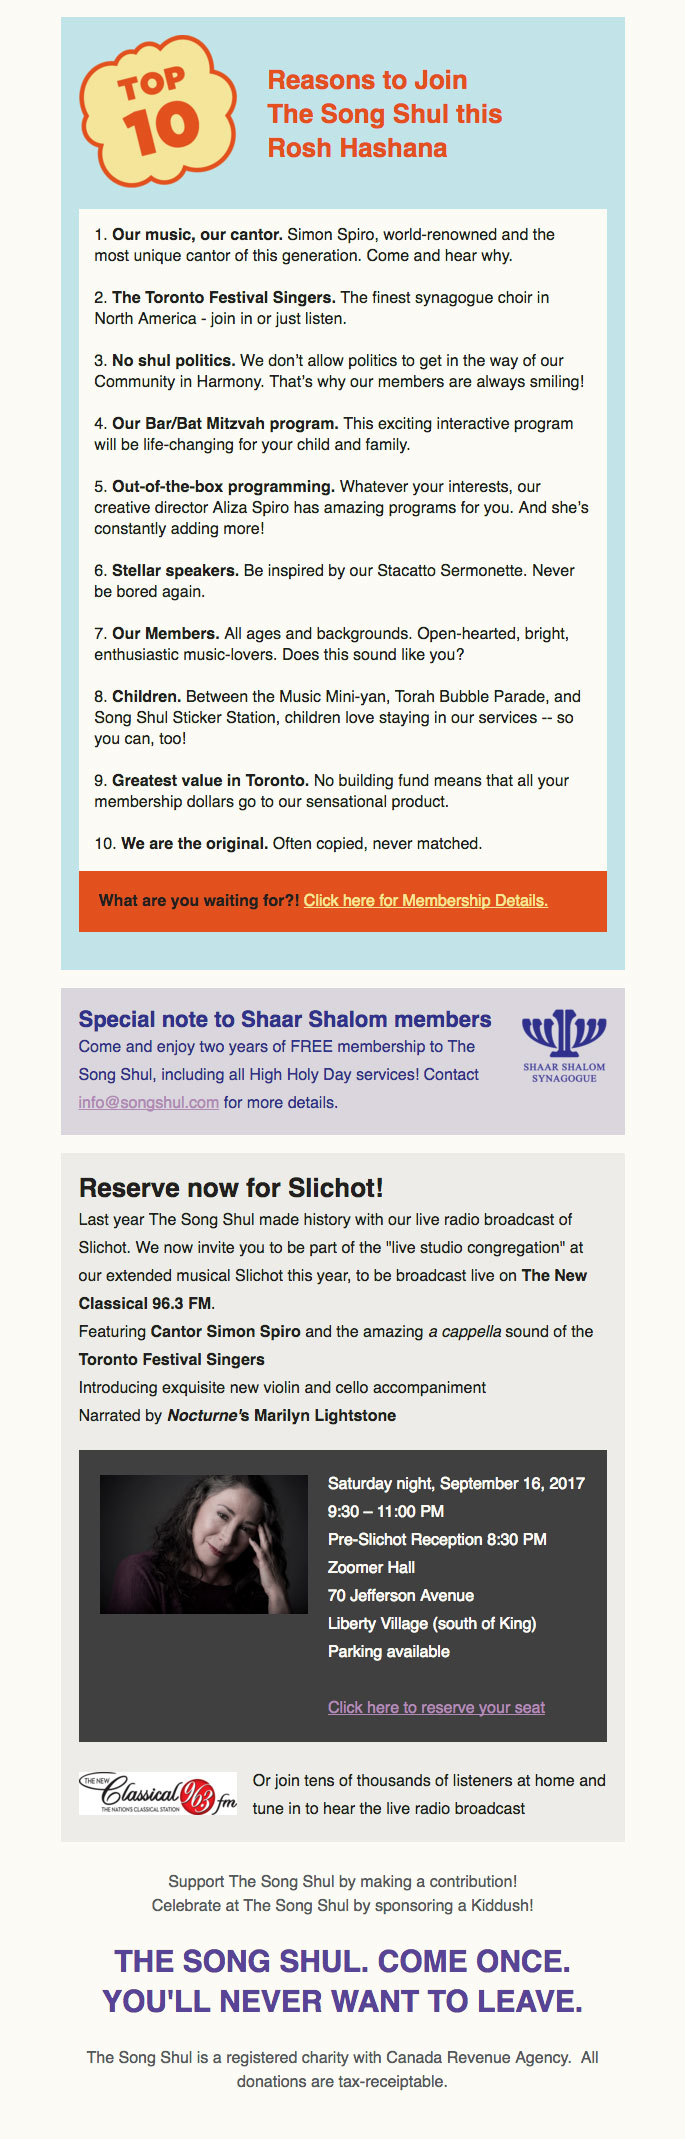 TOP
10
Reasons to Join
The Song Shul this
Rosh Hashana
1. Our music, our cantor. Simon Spiro, world-renowned and the
most unique cantor of this generation. Come and hear why.
2. The Toronto Festival Singers. The finest synagogue choir in
North America - join in or just listen.
3. No shul politics. We don’t allow politics to get in the way of our
Community in Harmony. That’s why our members are always smiling!
4. Our Bar/Bat Mitzvah program. This exciting interactive program
will be life-changing for your child and family.
5. Out-of-the-box programming. Whatever your interests, our
creative director Aliza Spiro has amazing programs for you. And she’s
constantly adding more!
6. Stellar speakers. Be inspired by our Stacatto Sermonette. Never
be bored again.
7. Our Members. All ages and backgrounds. Open-hearted, bright,
enthusiastic music-lovers. Does this sound like you?
8. Children. Between the Music Mini-yan, Torah Bubble Parade, and
Song Shul Sticker Station, children love staying in our services -- so
you can, too!
9. Greatest value in Toronto. No building fund means that all your
membership dollars go to our sensational product.
10. We are the original. Often copied, never matched.
What are you waiting for?! Click here for Membership Details.
Special note to Shaar Shalom members
Come and enjoy two years of FREE membership to The
Song Shul, including all High Holy Day services! Contact
info@songshul.com for more details.
SHAAR SHALOM
SYNAGOGUE
Reserve now for Slichot!
Last year The Song Shul made history with our live radio broadcast of
Slichot. We now invite you to be part of the "live studio congregation" at
our extended musical Slichot this year, to be broadcast live on The New
Classical 96.3 FM.
Featuring Cantor Simon Spiro and the amazing a cappella sound of the
Toronto Festival Singers
Introducing exquisite new violin and cello accompaniment
Narrated by Nocturne's Marilyn Lightstone
Saturday night, September 16, 2017
9:30 – 11:00 PM
Pre-Slichot Reception 8:30 PM
Zoomer Hall
70 Jefferson Avenue
Liberty Village (south of King)
Parking available
Click here to reserve your seat
THE NEW
Classical 963 fm
THE NATION'S CLASSICAL STATION
Or join tens of thousands of listeners at home and
tune in to hear the live radio broadcast
Support The Song Shul by making a contribution!
Celebrate at The Song Shul by sponsoring a Kiddush!
THE SONG SHUL. COME ONCE.
YOU'LL NEVER WANT TO LEAVE.
The Song Shul is a registered charity with Canada Revenue Agency.  All
donations are tax-receiptable.